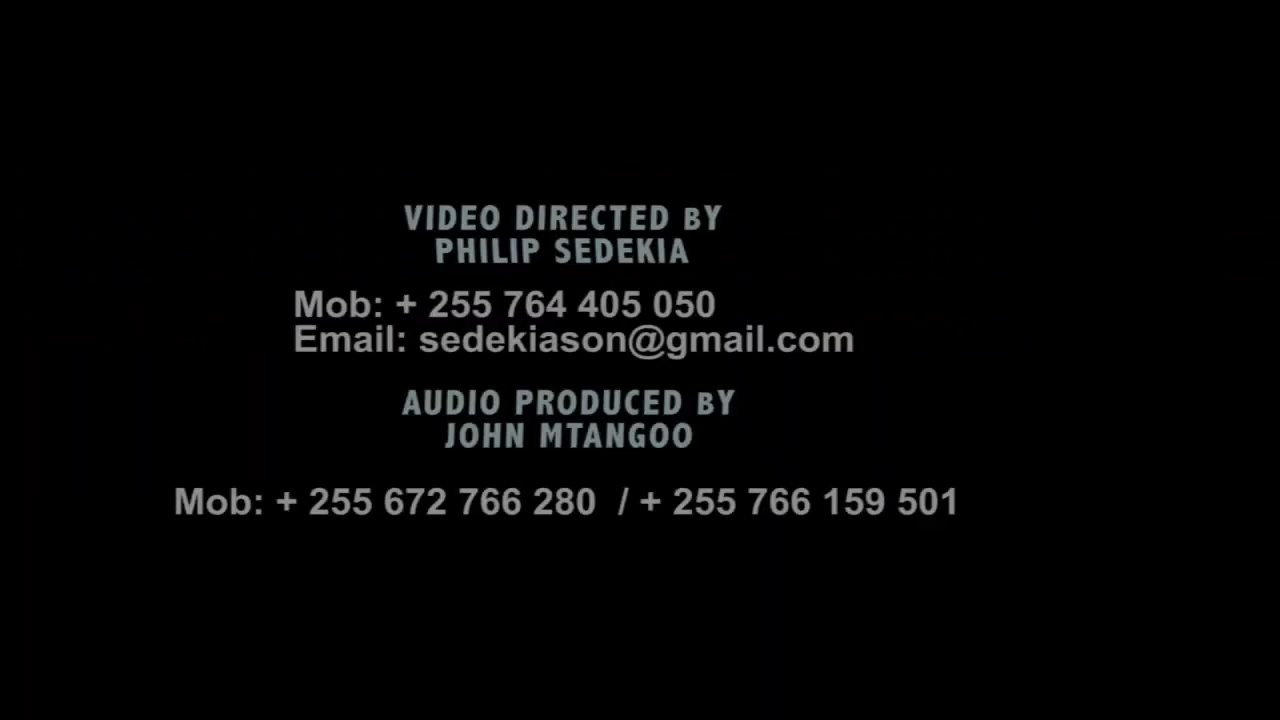 VIDEO DIRECTED BY
PHILIP SEDEKIA
Mob: + 255 764 405 050
Email: sedekiason@gmail.com
AUDIO PRODUCED BY
JOHN MTANGOO
Mob: + 255 672 766 280 / + 255 766 159 501